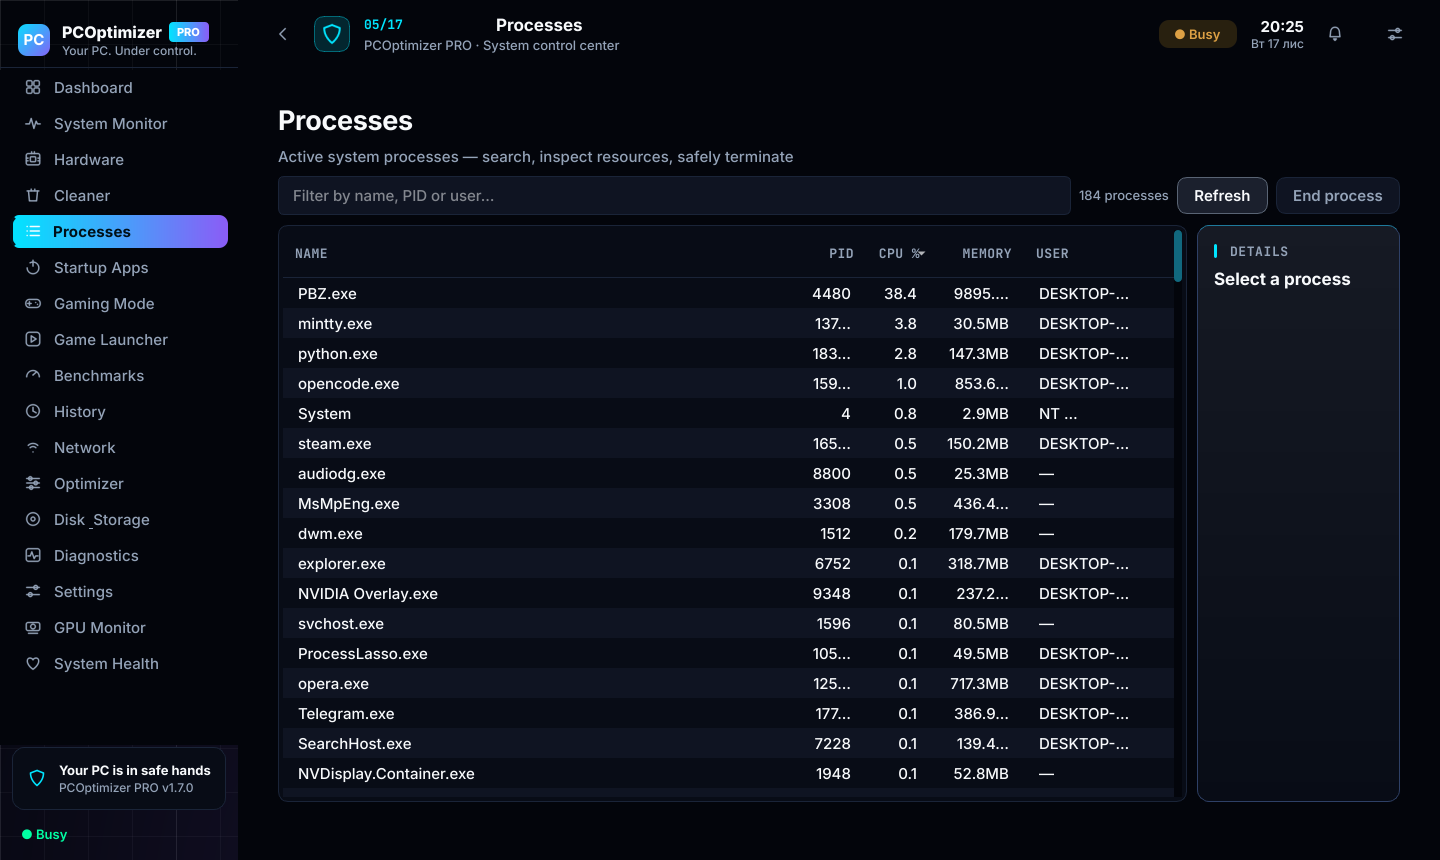 PC PCOptimizer PRO
Your PC. Under control.
Dashboard
System Monitor
Hardware
Cleaner
Processes
Startup Apps
Gaming Mode
Game Launcher
Benchmarks
History
Network
Optimizer
Disk _Storage
Diagnostics
Settings
GPU Monitor
System Health
Your PC is in safe hands
PCOptimizer PRO v1.7.0
Busy
05/17 Processes
PCOptimizer PRO · System control center
Busy
20:25
Вт 17 лис
Processes
Active system processes — search, inspect resources, safely terminate
Filter by name, PID or user...
184 processes
Refresh
End process
NAME PID CPU % MEMORY USER
PBZ.exe 4480 38.4 9895.... DESKTOP-...
mintty.exe 137... 3.8 30.5MB DESKTOP-...
python.exe 183... 2.8 147.3MB DESKTOP-...
opencode.exe 159... 1.0 853.6... DESKTOP-...
System 4 0.8 2.9MB NT ...
steam.exe 165... 0.5 150.2MB DESKTOP-...
audiodg.exe 8800 0.5 25.3MB —
MsMpEng.exe 3308 0.5 436.4... —
dwm.exe 1512 0.2 179.7MB —
explorer.exe 6752 0.1 318.7MB DESKTOP-...
NVIDIA Overlay.exe 9348 0.1 237.2... DESKTOP-...
svchost.exe 1596 0.1 80.5MB —
ProcessLasso.exe 105... 0.1 49.5MB DESKTOP-...
opera.exe 125... 0.1 717.3MB DESKTOP-...
Telegram.exe 177... 0.1 386.9... DESKTOP-...
SearchHost.exe 7228 0.1 139.4... DESKTOP-...
NVDisplay.Container.exe 1948 0.1 52.8MB —
DETAILS
Select a process